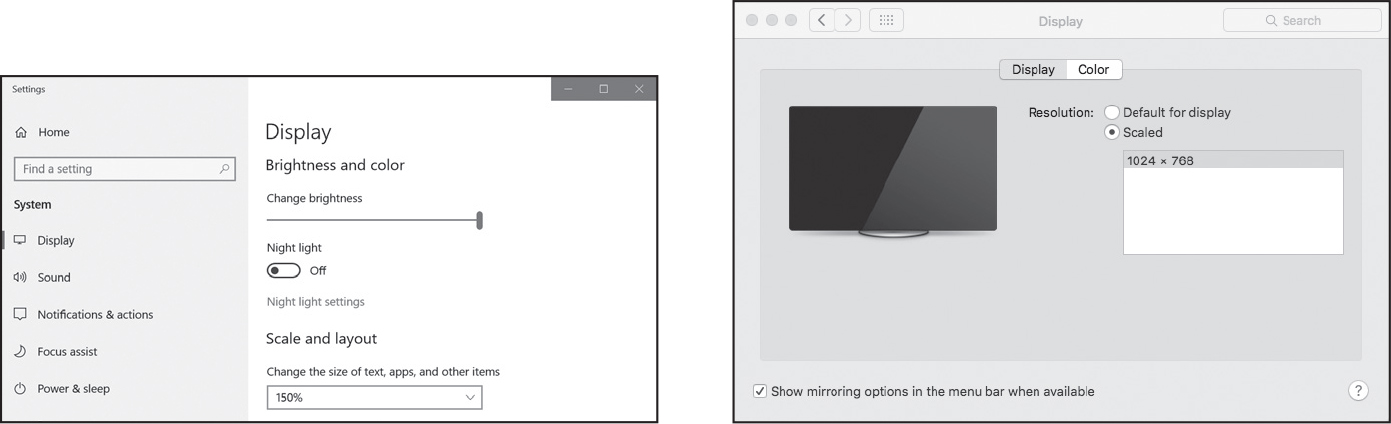 Settings
Home
Find a setting
System
Display
Sound
Notifications & actions
Focus assist
Power & sleep
Display
Brightness and color
Change brightness
Night light
Off
Night light settings
Scale and layout
Change the size of text, apps, and other items
150%
Display
Search
Display Color
Resolution: Default for display
Scaled
1024 × 768
Show mirroring options in the menu bar when available
?